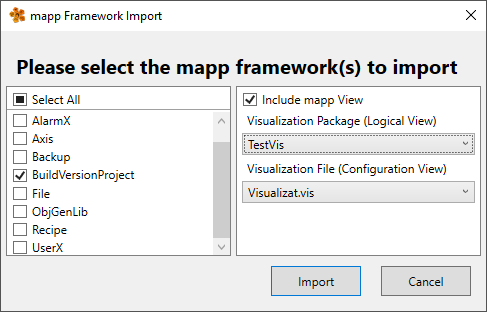 mapp Framework Import
Please select the mapp framework(s) to import
Select All
AlarmX
Axis
Backup
BuildVersionProject
File
ObjGenLib
Recipe
UserX
Include mapp View
Visualization Package (Logical View)
TestVis
Visualization File (Configuration View)
Visualizat.vis
Import
Cancel